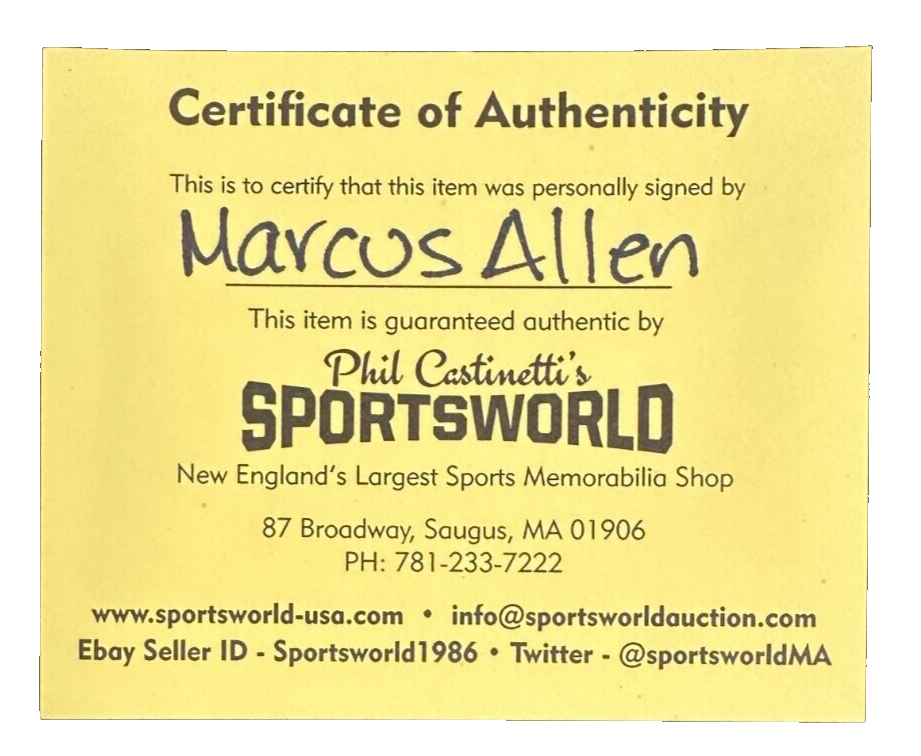 Certificate of Authenticity
This is to certify that this item was personally signed by
Marcus Allen
This item is guaranteed authentic by
Phil Castinetti's
SPORTSWORLD
New England's Largest Sports Memorabilia Shop
87 Broadway, Saugus, MA 01906
PH: 781-233-7222
www.sportsworld-usa.com • info@sportsworldauction.com
Ebay Seller ID - Sportsworld1986 • Twitter - @sportsworldMA